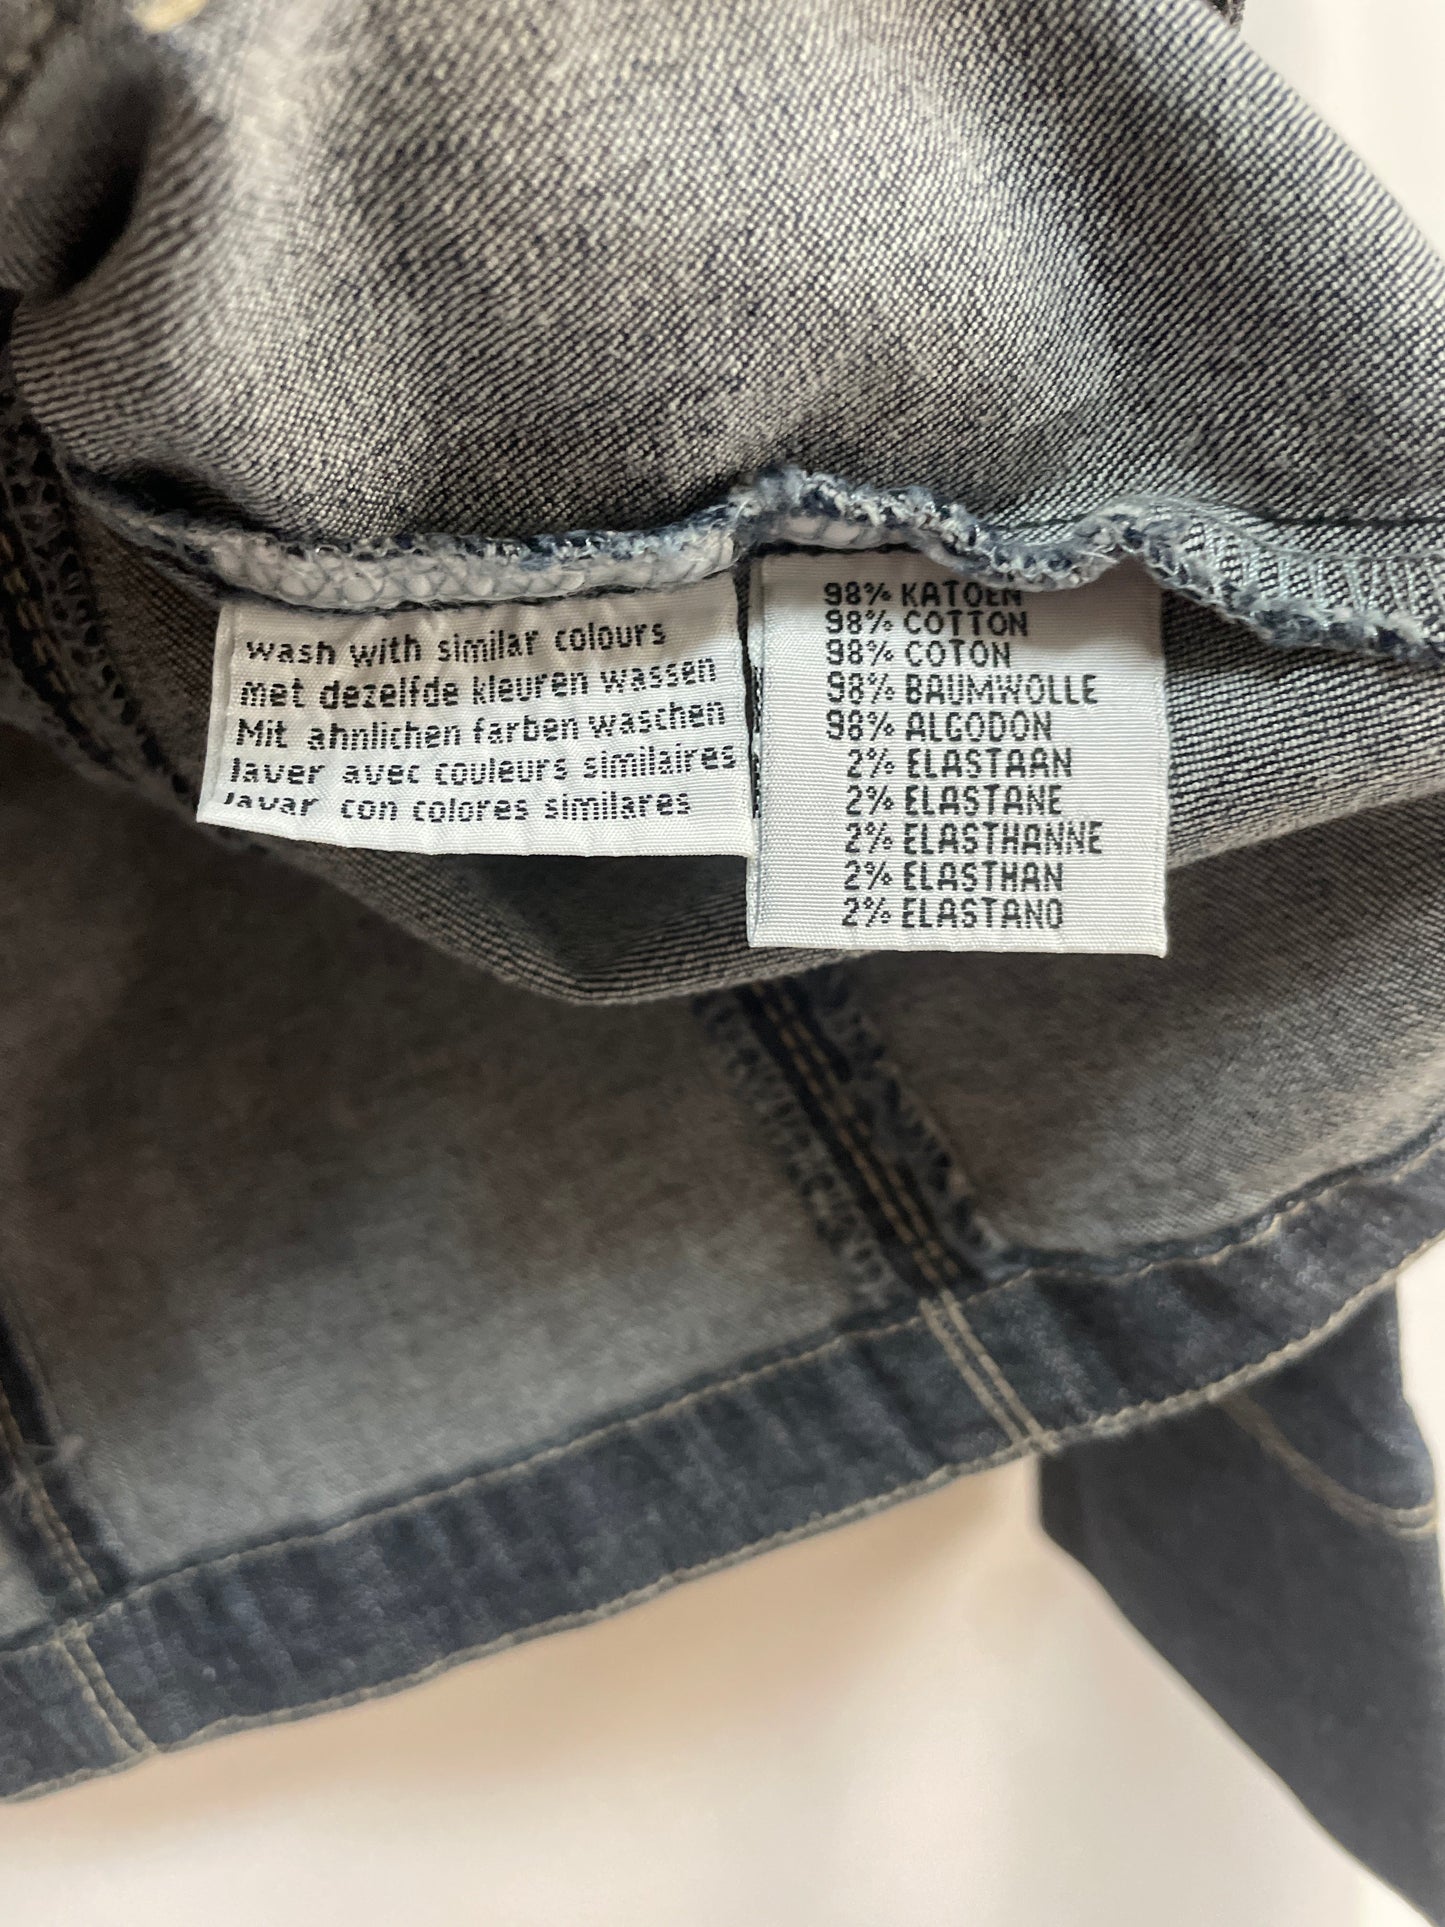 wash with similar colours
met dezelfde kleuren wassen
Mit ähnlichen farben waschen
laver avec couleurs similaires
lavar con colores similares
98% KATOEN
98% COTTON
98% COTON
98% BAUMWOLLE
98% ALGODON
2% ELASTAAN
2% ELASTANE
2% ELASTHANNE
2% ELASTHAN
2% ELASTANO